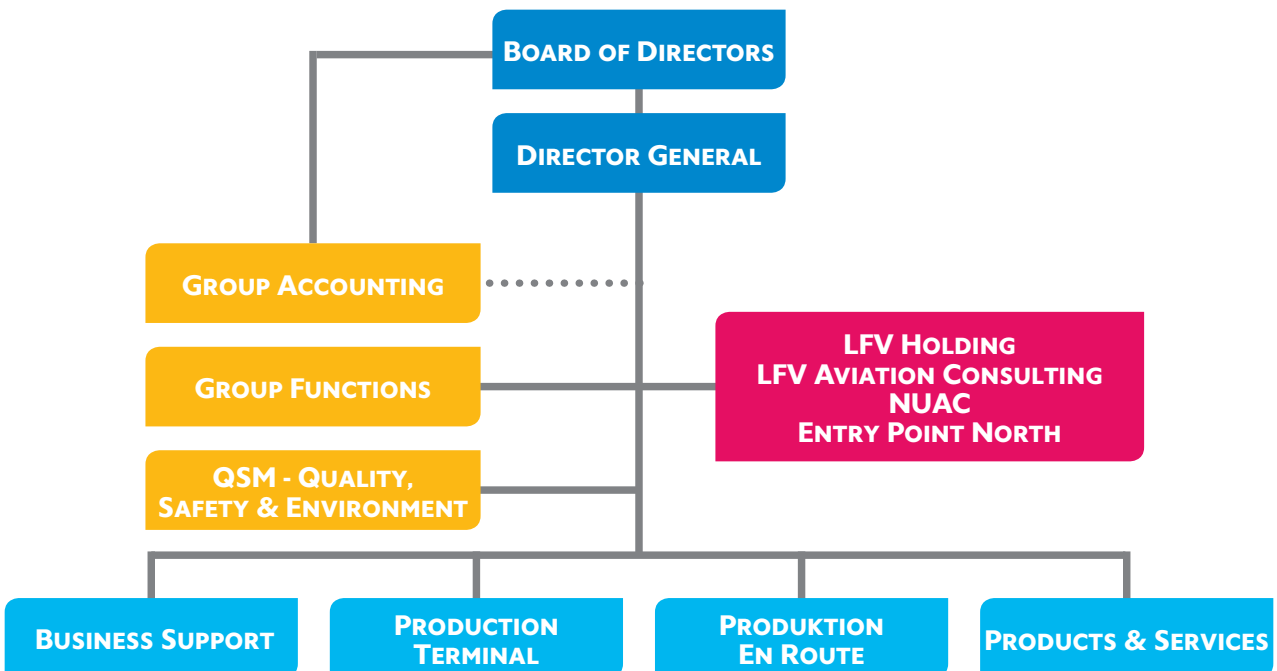 BOARD OF DIRECTORS
DIRECTOR GENERAL
GROUP ACCOUNTING
GROUP FUNCTIONS
LFV HOLDING
LFV AVIATION CONSULTING
NUAC
ENTRY POINT NORTH
QSM - QUALITY,
SAFETY & ENVIRONMENT
BUSINESS SUPPORT
PRODUCTION
TERMINAL
PRODUKTION
EN ROUTE
PRODUCTS & SERVICES